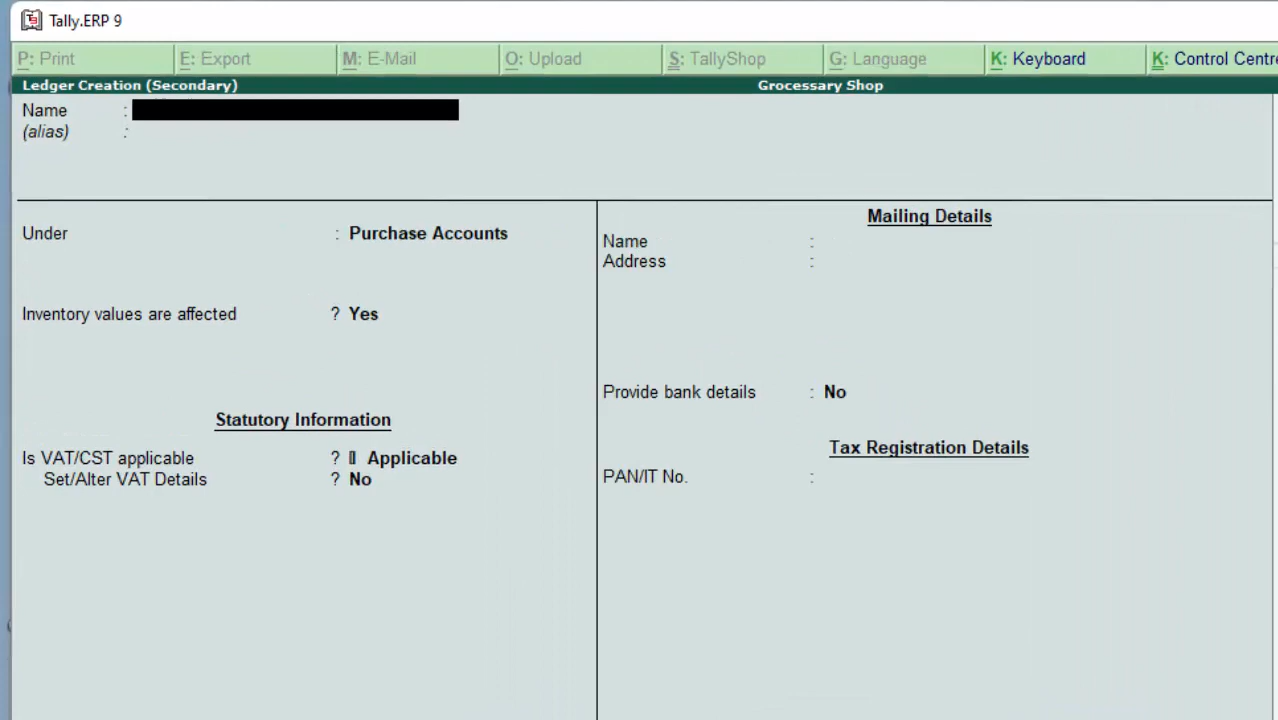 Tally.ERP 9
P: Print E: Export M: E-Mail O: Upload S: TallyShop G: Language K: Keyboard K: Control Centre
Ledger Creation (Secondary) Grocessary Shop
Name :
(alias) :
Under : Purchase Accounts
Inventory values are affected ? Yes
Statutory Information
Is VAT/CST applicable ? Applicable
Set/Alter VAT Details ? No
Mailing Details
Name :
Address :
Provide bank details : No
Tax Registration Details
PAN/IT No. :